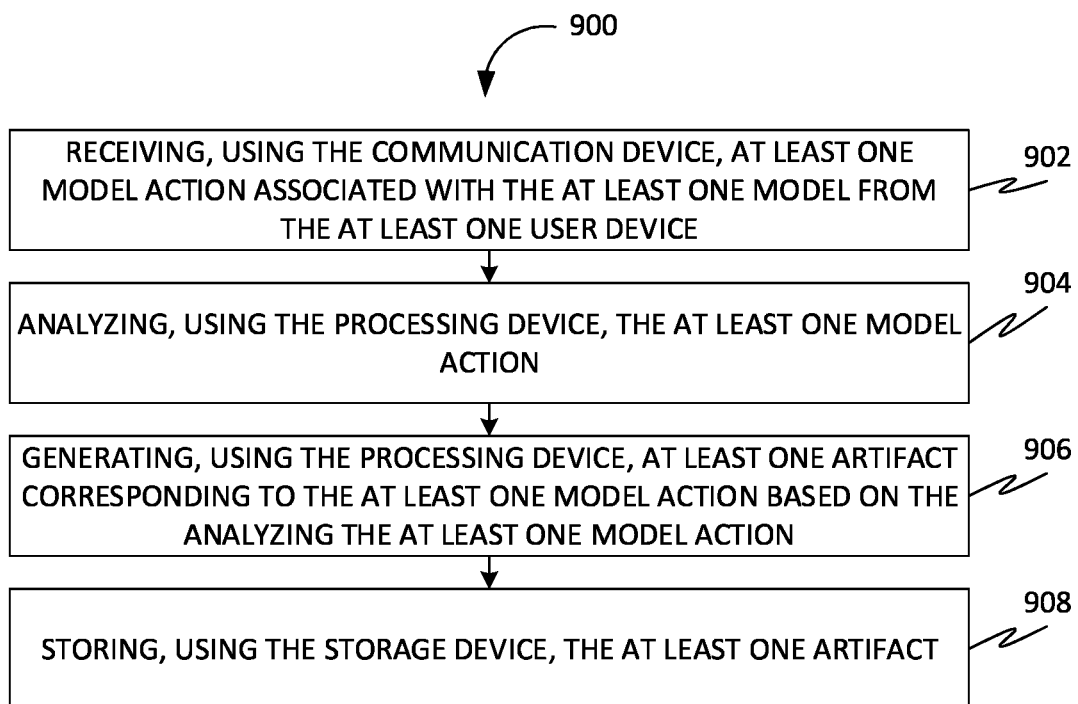 900
RECEIVING, USING THE COMMUNICATION DEVICE, AT LEAST ONE
MODEL ACTION ASSOCIATED WITH THE AT LEAST ONE MODEL FROM
THE AT LEAST ONE USER DEVICE
902
ANALYZING, USING THE PROCESSING DEVICE, THE AT LEAST ONE MODEL
ACTION
904
GENERATING, USING THE PROCESSING DEVICE, AT LEAST ONE ARTIFACT
CORRESPONDING TO THE AT LEAST ONE MODEL ACTION BASED ON THE
ANALYZING THE AT LEAST ONE MODEL ACTION
906
STORING, USING THE STORAGE DEVICE, THE AT LEAST ONE ARTIFACT
908